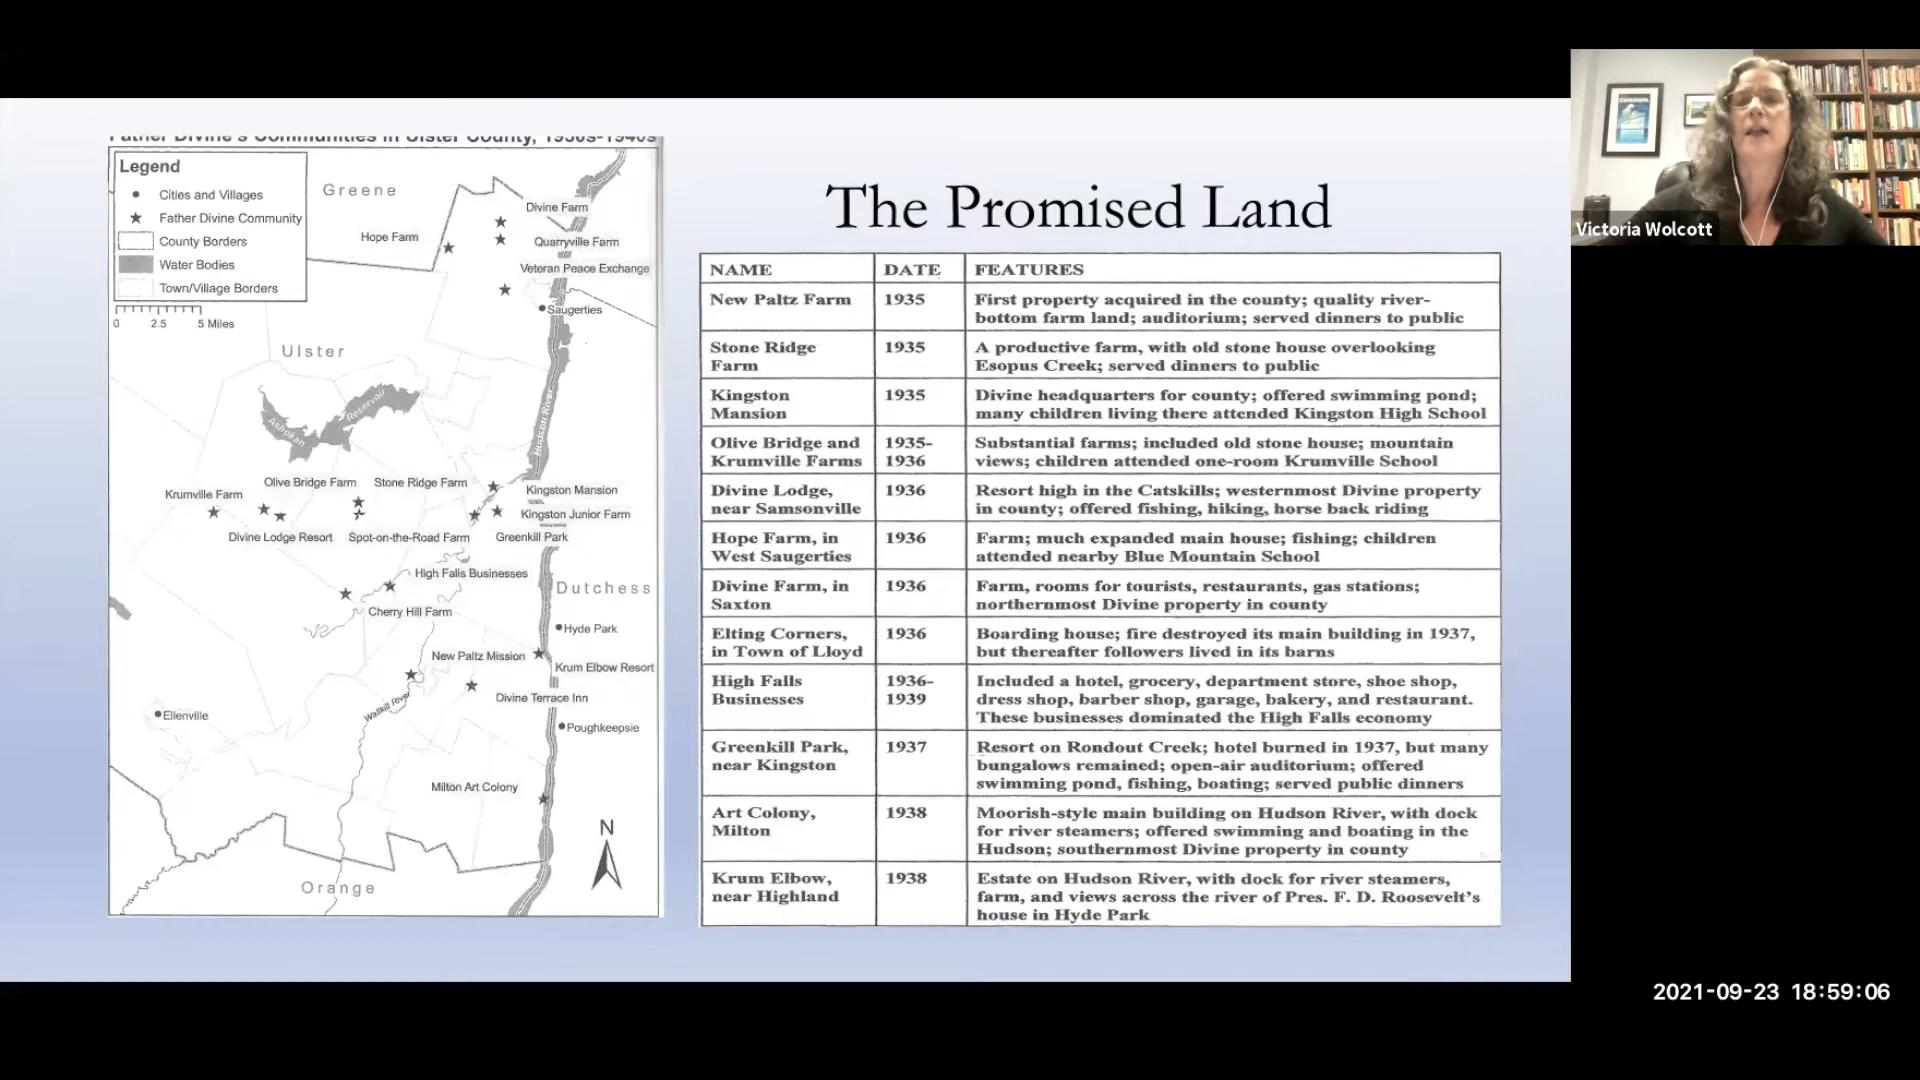 Father Divine's Communities in Ulster County, 1930s-1940s
Legend
Cities and Villages
Father Divine Community
County Borders
Water Bodies
Town/Village Borders
0 2.5 5 Miles
Greene
Divine Farm
Hope Farm
Quarryville Farm
Veteran Peace Exchange
Saugerties
Ulster
Ashokan Reservoir
Hudson River
Olive Bridge Farm
Stone Ridge Farm
Krumville Farm
Kingston Mansion
Kingston Junior Farm
Divine Lodge Resort
Spot-on-the-Road Farm
Greenkill Park
High Falls Businesses
Dutchess
Cherry Hill Farm
Hyde Park
New Paltz Mission
Krum Elbow Resort
Divine Terrace Inn
Wallkill River
Ellenville
Poughkeepsie
Milton Art Colony
N
Orange
The Promised Land
NAME DATE FEATURES
New Paltz Farm 1935 First property acquired in the county; quality river-
bottom farm land; auditorium; served dinners to public
Stone Ridge 1935 A productive farm, with old stone house overlooking
Farm Esopus Creek; served dinners to public
Kingston 1935 Divine headquarters for county; offered swimming pond;
Mansion many children living there attended Kingston High School
Olive Bridge and 1935- Substantial farms; included old stone house; mountain
Krumville Farms 1936 views; children attended one-room Krumville School
Divine Lodge, 1936 Resort high in the Catskills; westernmost Divine property
near Samsonville in county; offered fishing, hiking, horse back riding
Hope Farm, in 1936 Farm; much expanded main house; fishing; children
West Saugerties attended nearby Blue Mountain School
Divine Farm, in 1936 Farm, rooms for tourists, restaurants, gas stations;
Saxton northernmost Divine property in county
Elting Corners, 1936 Boarding house; fire destroyed its main building in 1937,
in Town of Lloyd but thereafter followers lived in its barns
High Falls 1936- Included a hotel, grocery, department store, shoe shop,
Businesses 1939 dress shop, barber shop, garage, bakery, and restaurant.
These businesses dominated the High Falls economy
Greenkill Park, 1937 Resort on Rondout Creek; hotel burned in 1937, but many
near Kingston bungalows remained; open-air auditorium; offered
swimming pond, fishing, boating; served public dinners
Art Colony, 1938 Moorish-style main building on Hudson River, with dock
Milton for river steamers; offered swimming and boating in the
Hudson; southernmost Divine property in county
Krum Elbow, 1938 Estate on Hudson River, with dock for river steamers,
near Highland farm, and views across the river of Pres. F. D. Roosevelt's
house in Hyde Park
Victoria Wolcott
2021-09-23 18:59:06